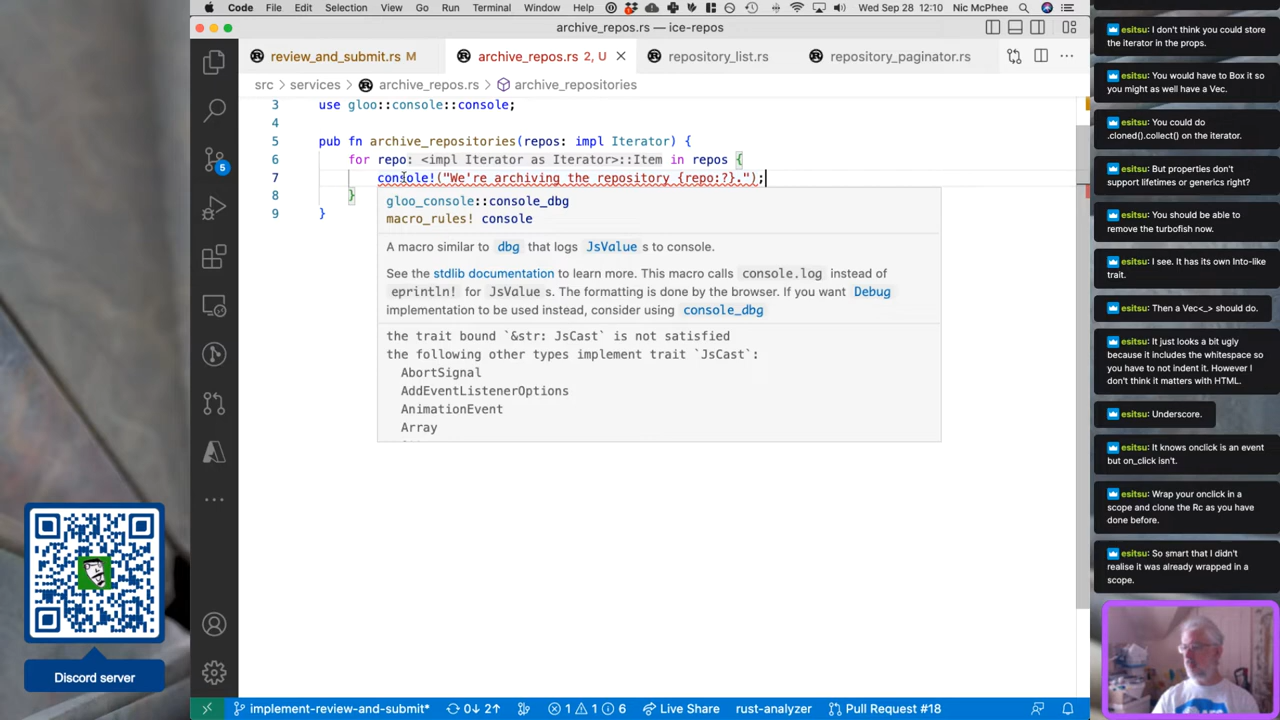 Code File Edit Selection View Go Run Terminal Window Help Wed Sep 28 12:10 Nic McPhee
archive_repos.rs — ice-repos
review_and_submit.rs M archive_repos.rs 2, U repository_list.rs repository_paginator.rs
src > services > archive_repos.rs > archive_repositories
3 use gloo::console::console;
4
5 pub fn archive_repositories(repos: impl Iterator) {
6 for repo: <impl Iterator as Iterator>::Item in repos {
7 console!("We're archiving the repository {repo:?}.");
8 }
9 }
gloo_console::console_dbg
macro_rules! console
A macro similar to dbg that logs JsValue s to console.
See the stdlib documentation to learn more. This macro calls console.log instead of
eprintln! for JsValue s. The formatting is done by the browser. If you want Debug
implementation to be used instead, consider using console_dbg
the trait bound `&str: JsCast` is not satisfied
the following other types implement trait `JsCast`:
AbortSignal
AddEventListenerOptions
AnimationEvent
Array
5
implement-review-and-submit* 0↓ 2↑ 1 1 6 Live Share rust-analyzer Pull Request #18
Discord server
esitsu: I don't think you could store
the iterator in the props.
esitsu: You would have to Box it so
you might as well have a Vec.
esitsu: You could do
.cloned().collect() on the iterator.
esitsu: But properties don't
support lifetimes or generics right?
esitsu: You should be able to
remove the turbofish now.
esitsu: I see. It has its own Into-like
trait.
esitsu: Then a Vec<_> should do.
esitsu: It just looks a bit ugly
because it includes the whitespace so
you have to not indent it. However I
don't think it matters with HTML.
esitsu: Underscore.
esitsu: It knows onclick is an event
but on_click isn't.
esitsu: Wrap your onclick in a
scope and clone the Rc as you have
done before.
esitsu: So smart that I didn't
realise it was already wrapped in a
scope.